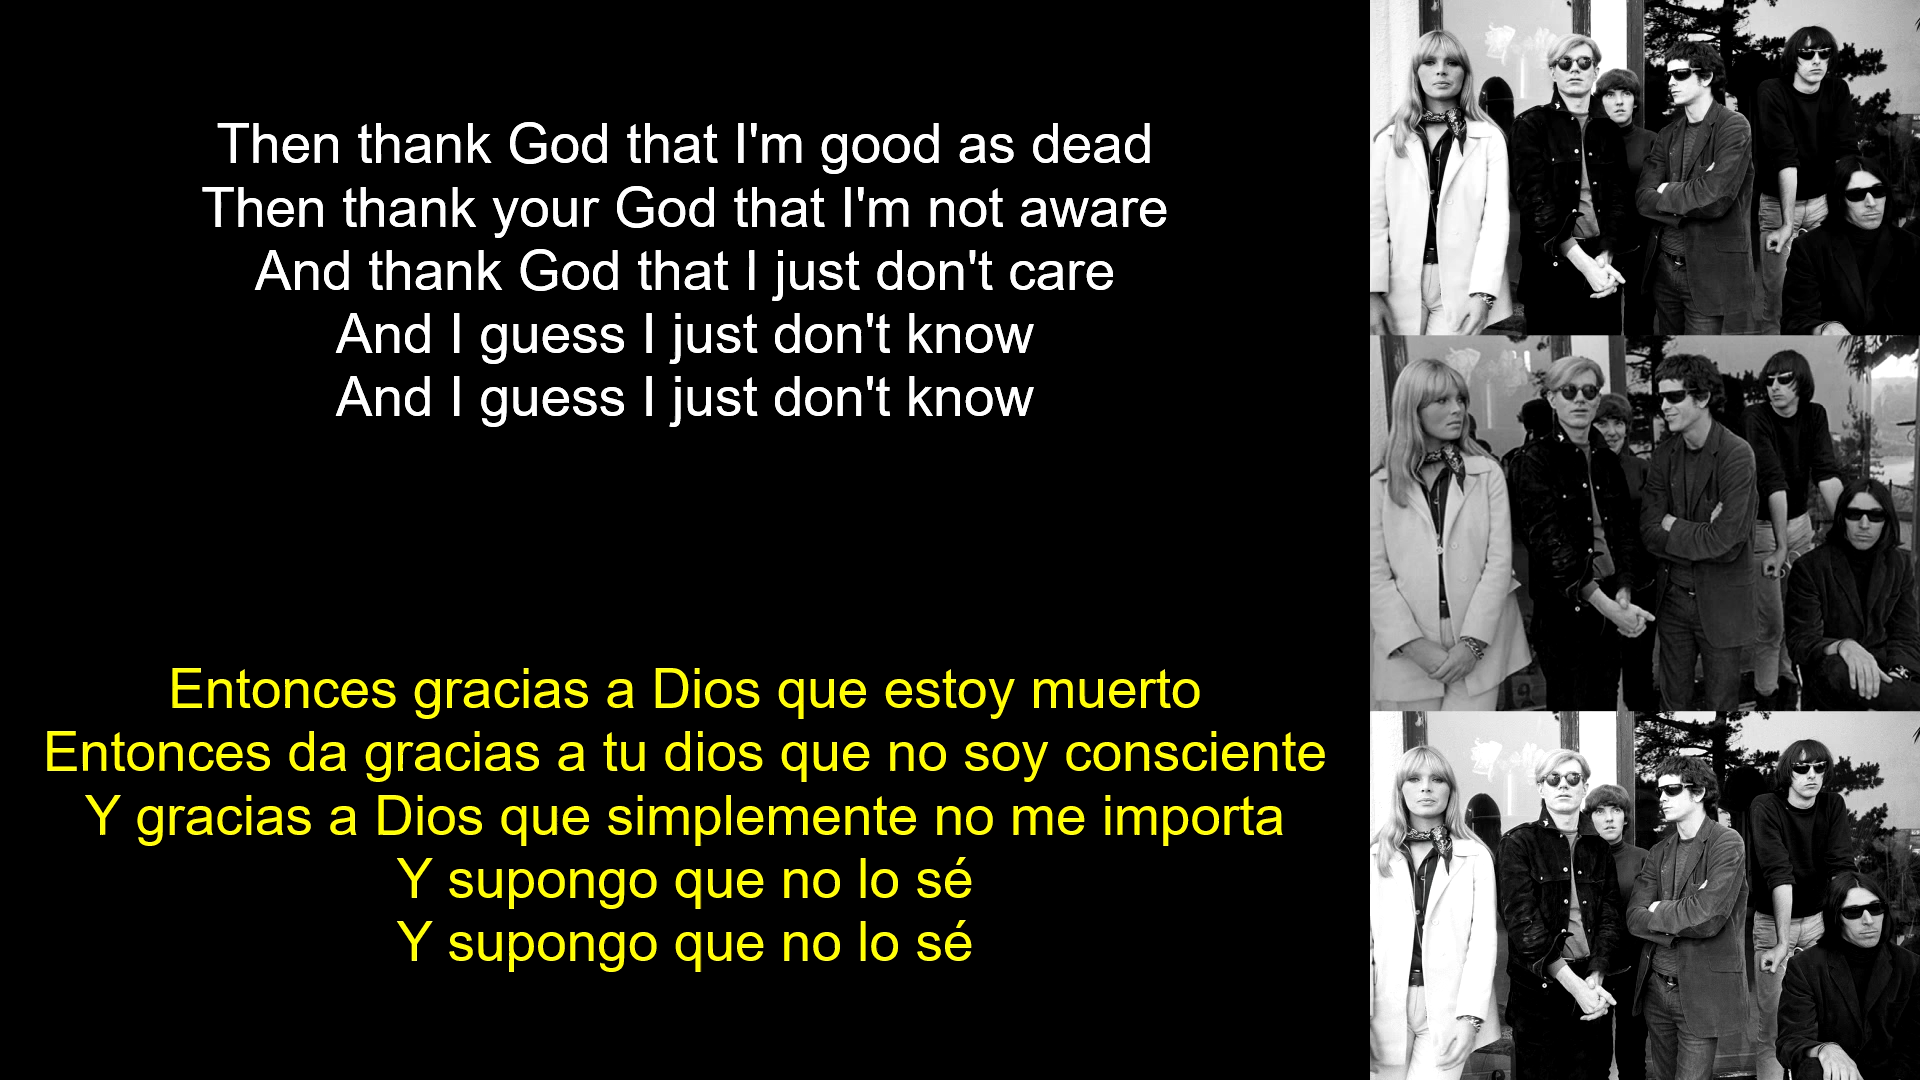 Then thank God that I'm good as dead
Then thank your God that I'm not aware
And thank God that I just don't care
And I guess I just don't know
And I guess I just don't know
Entonces gracias a Dios que estoy muerto
Entonces da gracias a tu dios que no soy consciente
Y gracias a Dios que simplemente no me importa
Y supongo que no lo sé
Y supongo que no lo sé